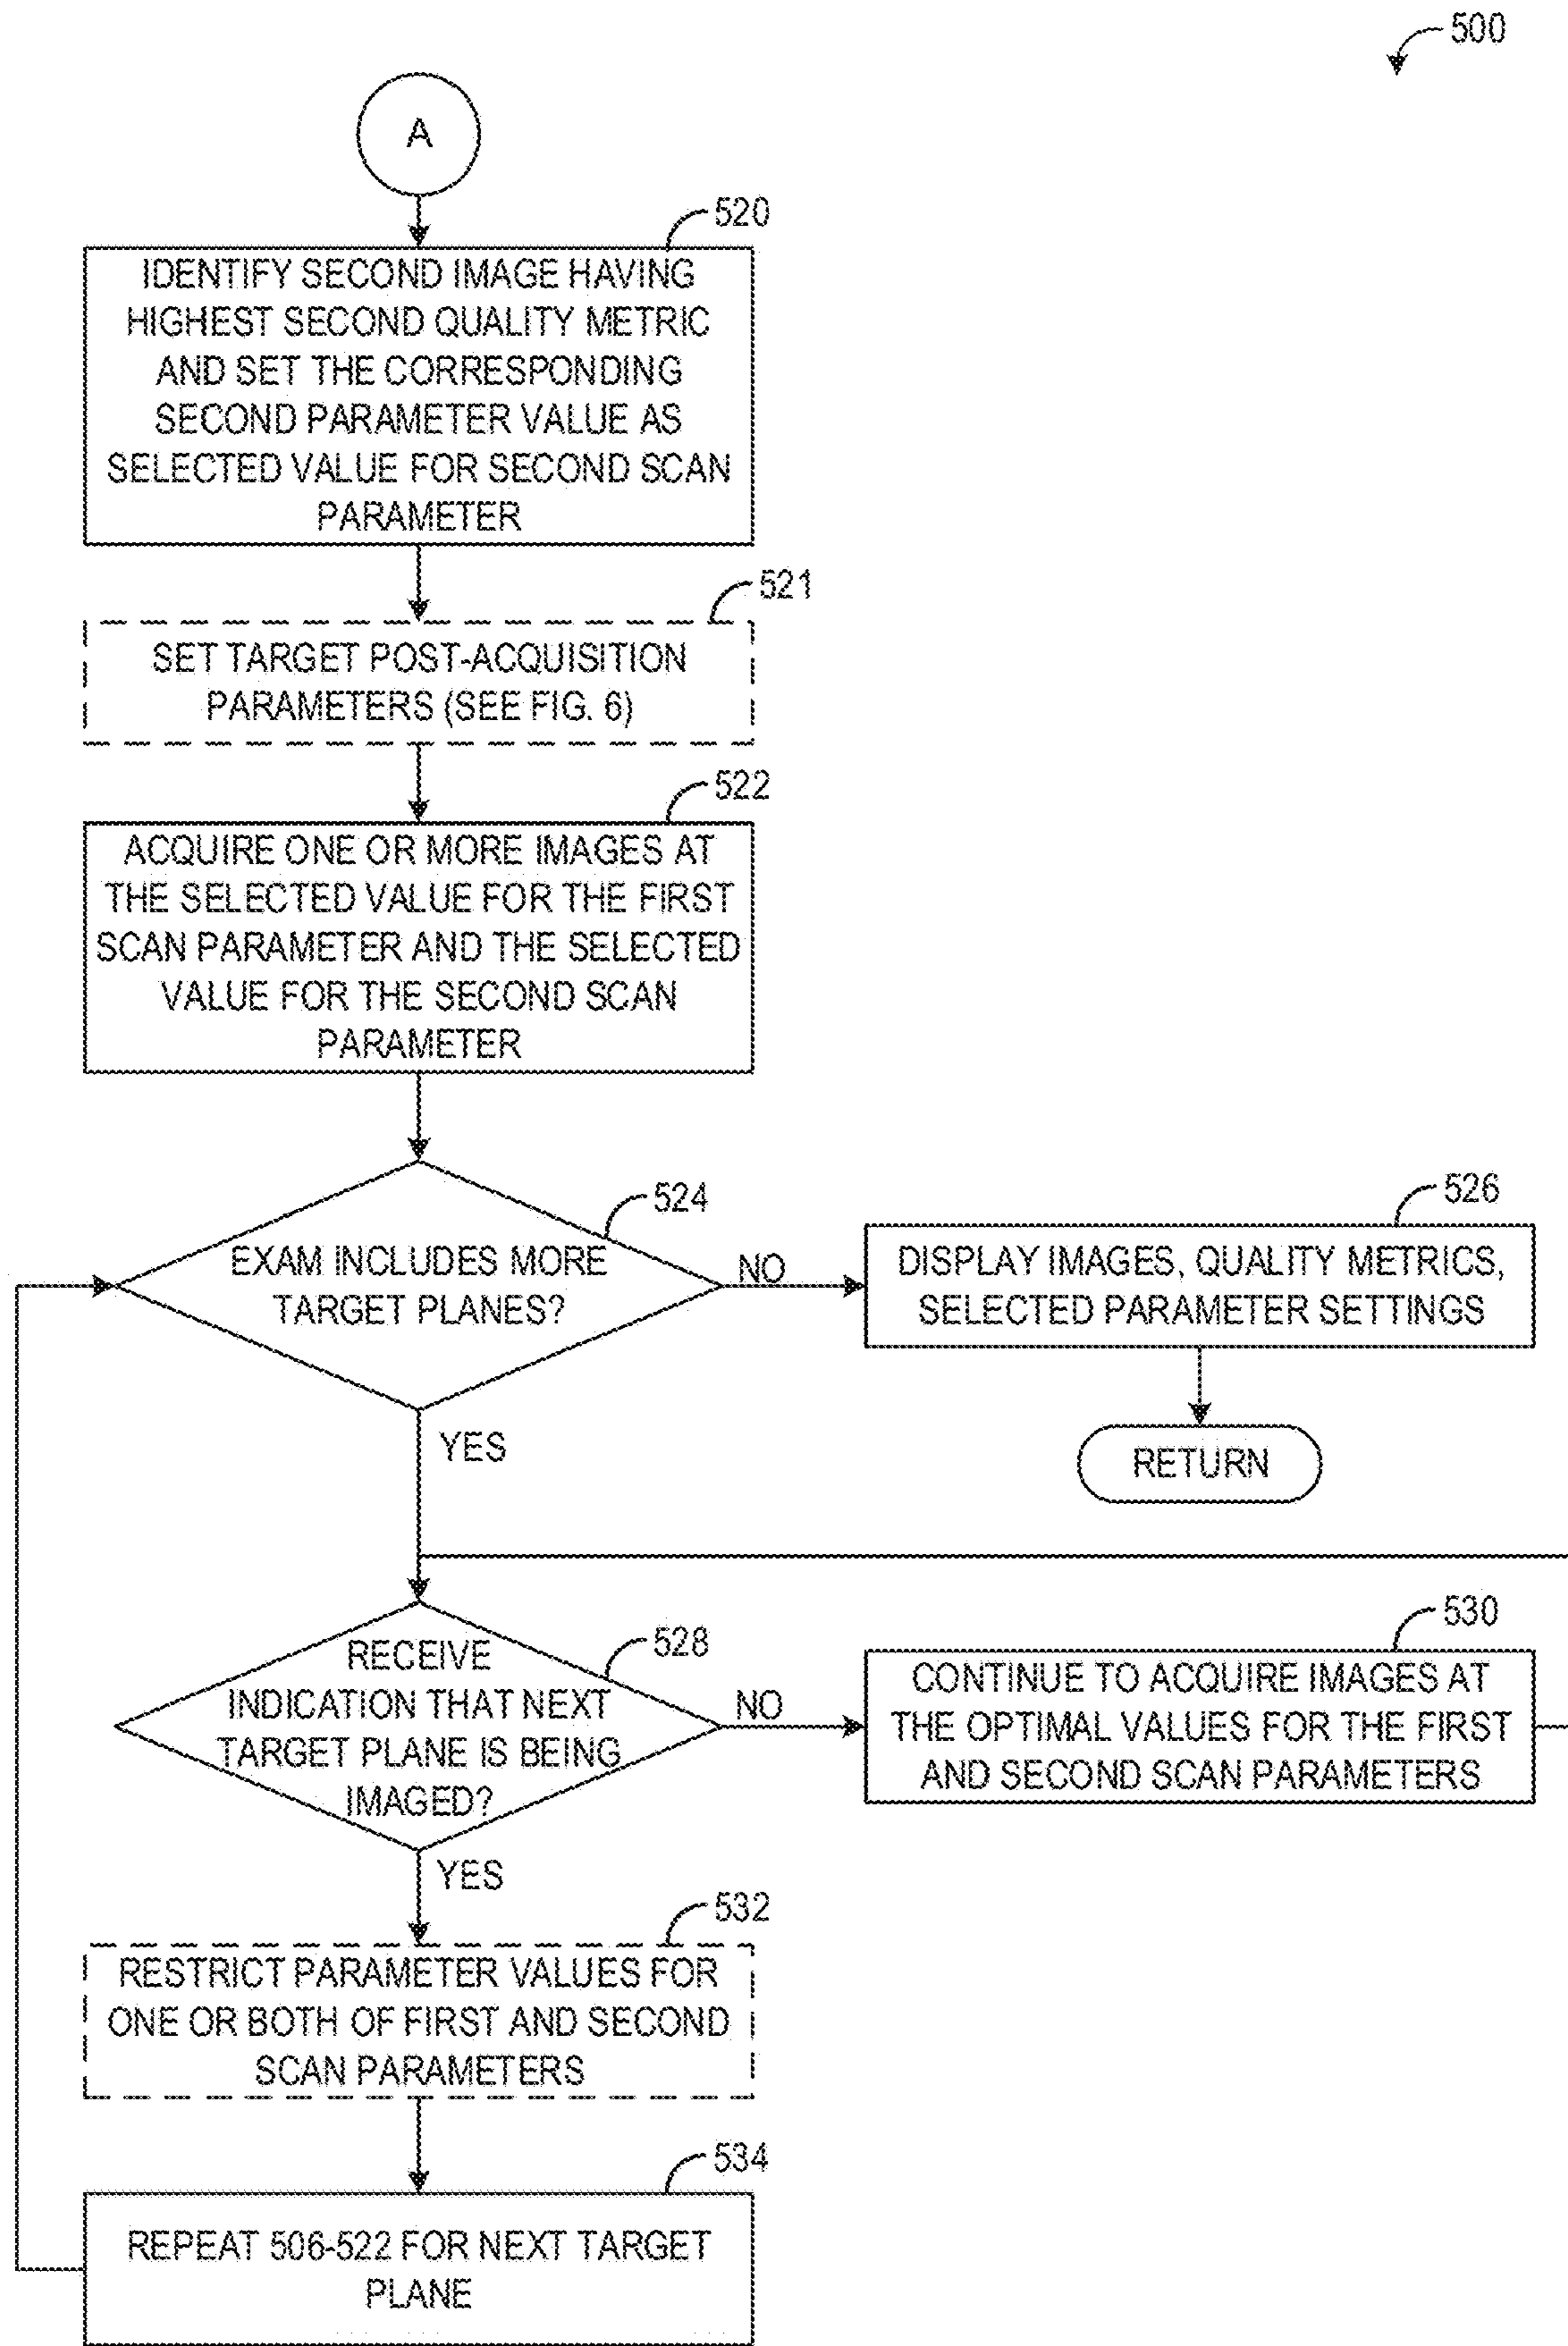 500
A
520
IDENTIFY SECOND IMAGE HAVING
HIGHEST SECOND QUALITY METRIC
AND SET THE CORRESPONDING
SECOND PARAMETER VALUE AS
SELECTED VALUE FOR SECOND SCAN
PARAMETER
521
SET TARGET POST-ACQUISITION
PARAMETERS (SEE FIG. 6)
522
ACQUIRE ONE OR MORE IMAGES AT
THE SELECTED VALUE FOR THE FIRST
SCAN PARAMETER AND THE SELECTED
VALUE FOR THE SECOND SCAN
PARAMETER
524
EXAM INCLUDES MORE
TARGET PLANES?
NO
526
DISPLAY IMAGES, QUALITY METRICS,
SELECTED PARAMETER SETTINGS
RETURN
YES
528
RECEIVE
INDICATION THAT NEXT
TARGET PLANE IS BEING
IMAGED?
NO
530
CONTINUE TO ACQUIRE IMAGES AT
THE OPTIMAL VALUES FOR THE FIRST
AND SECOND SCAN PARAMETERS
YES
532
RESTRICT PARAMETER VALUES FOR
ONE OR BOTH OF FIRST AND SECOND
SCAN PARAMETERS
534
REPEAT 506-522 FOR NEXT TARGET
PLANE